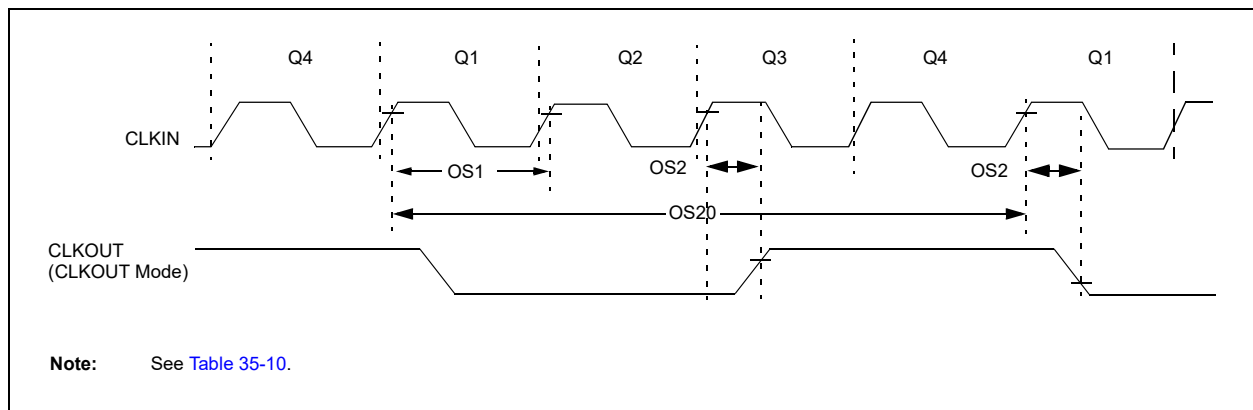 Q4 Q1 Q2 Q3 Q4 Q1
CLKIN
OS1 OS2 OS2
OS20
CLKOUT
(CLKOUT Mode)
Note: See Table 35-10.